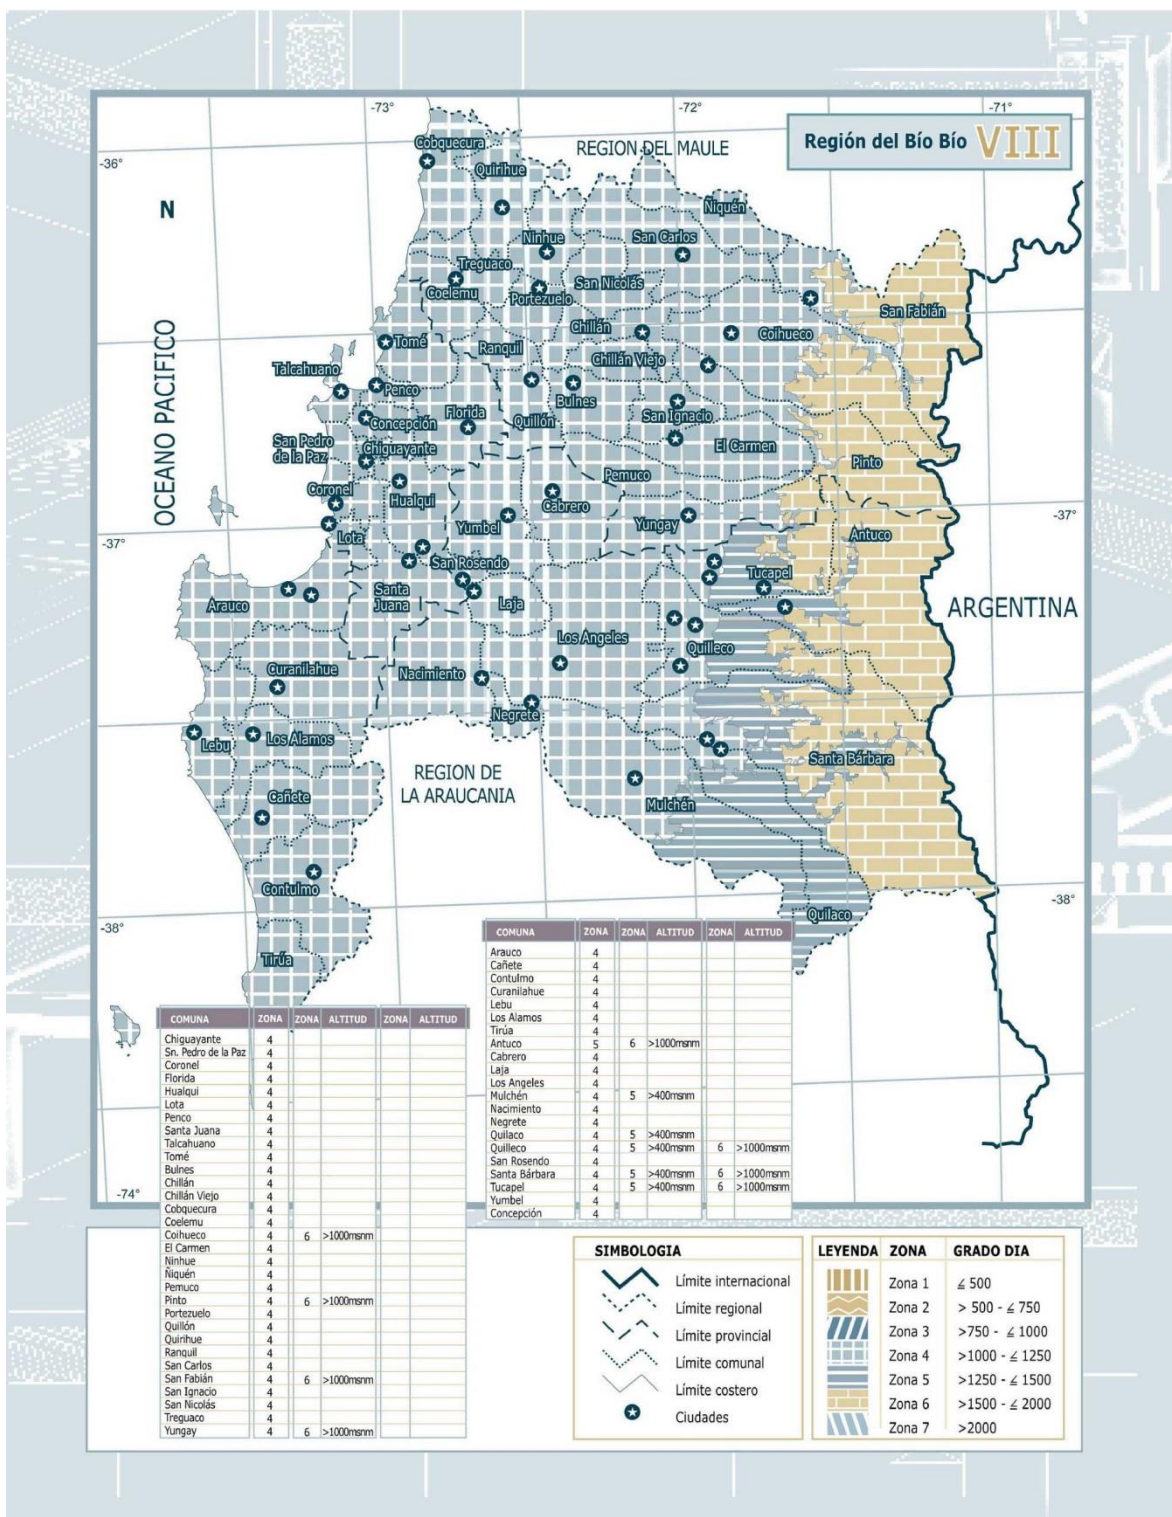 -73°
-72°
-71°
Región del Bío Bío VIII
-36°
REGION DEL MAULE
N
Cobquecura
Quirihue
Ñiquén
Ninhue
San Carlos
Treguaco
Coelemu
Portezuelo
San Nicolás
San Fabián
Chillán
Coihueco
Tomé
Ranquil
Chillán Viejo
Talcahuano
Penco
Bulnes
Florida
Concepción
Quillón
San Ignacio
San Pedro
de la Paz
Chiguayante
El Carmen
Pinto
OCEANO PACIFICO
Pemuco
Coronel
Hualqui
Cabrero
Yumbel
Yungay
-37°
-37°
Lota
Antuco
San Rosendo
Tucapel
Arauco
Santa
Juana
Laja
ARGENTINA
Los Angeles
Quilleco
Curanilahue
Nacimiento
Negrete
Lebu
Los Alamos
Santa Bárbara
REGION DE
LA ARAUCANIA
Cañete
Mulchén
Contulmo
-38°
-38°
Quilaco
Tirúa
-74°
COMUNA ZONA ZONA ALTITUD ZONA ALTITUD
Arauco 4
Cañete 4
Contulmo 4
Curanilahue 4
Lebu 4
Los Alamos 4
Tirúa 4
Antuco 5 6 >1000msnm
Cabrero 4
Laja 4
Los Angeles 4
Mulchén 4 5 >400msnm
Nacimiento 4
Negrete 4
Quilaco 4 5 >400msnm
Quilleco 4 5 >400msnm 6 >1000msnm
San Rosendo 4
Santa Bárbara 4 5 >400msnm 6 >1000msnm
Tucapel 4 5 >400msnm 6 >1000msnm
Yumbel 4
Concepción 4
COMUNA ZONA ZONA ALTITUD ZONA ALTITUD
Chiguayante 4
Sn. Pedro de la Paz 4
Coronel 4
Florida 4
Hualqui 4
Lota 4
Penco 4
Santa Juana 4
Talcahuano 4
Tomé 4
Bulnes 4
Chillán 4
Chillán Viejo 4
Cobquecura 4
Coelemu 4
Coihueco 4 6 >1000msnm
El Carmen 4
Ninhue 4
Ñiquén 4
Pemuco 4
Pinto 4 6 >1000msnm
Portezuelo 4
Quillón 4
Quirihue 4
Ranquil 4
San Carlos 4
San Fabián 4 6 >1000msnm
San Ignacio 4
San Nicolás 4
Treguaco 4
Yungay 4 6 >1000msnm
SIMBOLOGIA
Límite internacional
Límite regional
Límite provincial
Límite comunal
Límite costero
Ciudades
LEYENDA ZONA GRADO DIA
Zona 1 ≤ 500
Zona 2 > 500 - ≤ 750
Zona 3 >750 - ≤ 1000
Zona 4 >1000 - ≤ 1250
Zona 5 >1250 - ≤ 1500
Zona 6 >1500 - ≤ 2000
Zona 7 >2000